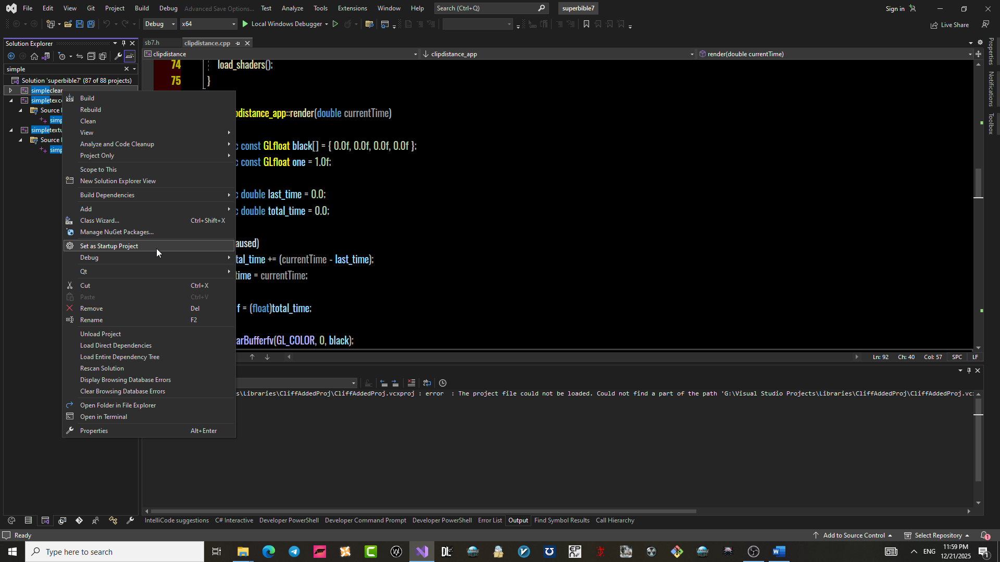 File Edit View Git Project Build Debug Advanced Save Options... Test Analyze Tools Extensions Window Help Search (Ctrl+Q) superbible7 Sign in
Debug x64 Local Windows Debugger Live Share
Solution Explorer
sb7.h clipdistance.cpp
clipdistance clipdistance_app render(double currentTime)
simple
Solution 'superbible7' (87 of 88 projects)
simpleclear
simpletexco
Source
simp
simpletextu
Source
simp
Build
Rebuild
Clean
View
Analyze and Code Cleanup
Project Only
Scope to This
New Solution Explorer View
Build Dependencies
Add
Class Wizard... Ctrl+Shift+X
Manage NuGet Packages...
Set as Startup Project
Debug
Qt
Cut Ctrl+X
Paste Ctrl+V
Remove Del
Rename F2
Unload Project
Load Direct Dependencies
Load Entire Dependency Tree
Rescan Solution
Display Browsing Database Errors
Clear Browsing Database Errors
Open Folder in File Explorer
Open in Terminal
Properties Alt+Enter
74 load_shaders();
75 }
pdistance_app::render(double currentTime)
c const GLfloat black[] = { 0.0f, 0.0f, 0.0f, 0.0f };
c const GLfloat one = 1.0f;
c double last_time = 0.0;
c double total_time = 0.0;
aused)
tal_time += (currentTime - last_time);
time = currentTime;
f = (float)total_time;
arBufferfv(GL_COLOR, 0, black);
Ln: 92 Ch: 40 Col: 57 SPC LF
s\Libraries\CliffAddedProj\CliffAddedProj.vcxproj : error  : The project file could not be loaded. Could not find a part of the path 'G:\Visual Studio Projects\Libraries\CliffAddedProj\CliffAddedProj.vc
IntelliCode suggestions C# Interactive Developer PowerShell Developer Command Prompt Developer PowerShell Error List Output Find Symbol Results Call Hierarchy
Properties
Notifications
Toolbox
Ready Add to Source Control Select Repository 1
Type here to search
DL
EPN
ENG
11:59 PM
12/21/2025
1